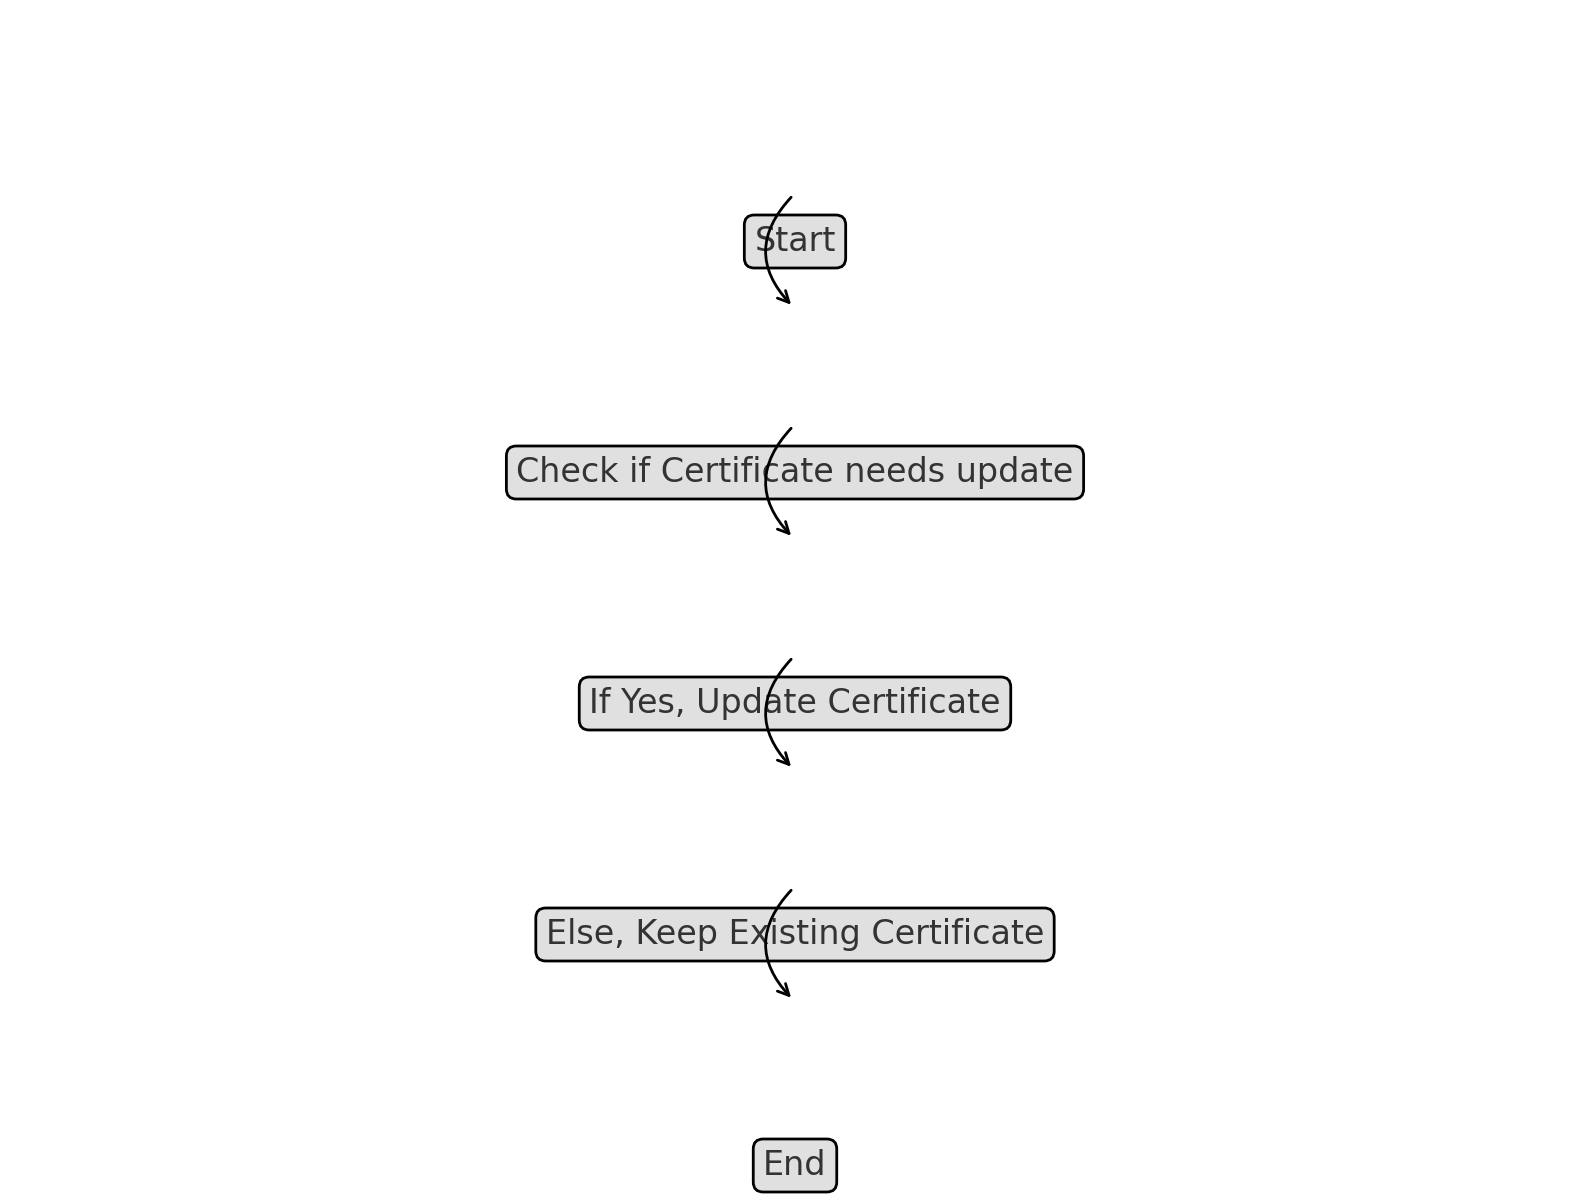 Start
Check if Certificate needs update
If Yes, Update Certificate
Else, Keep Existing Certificate
End